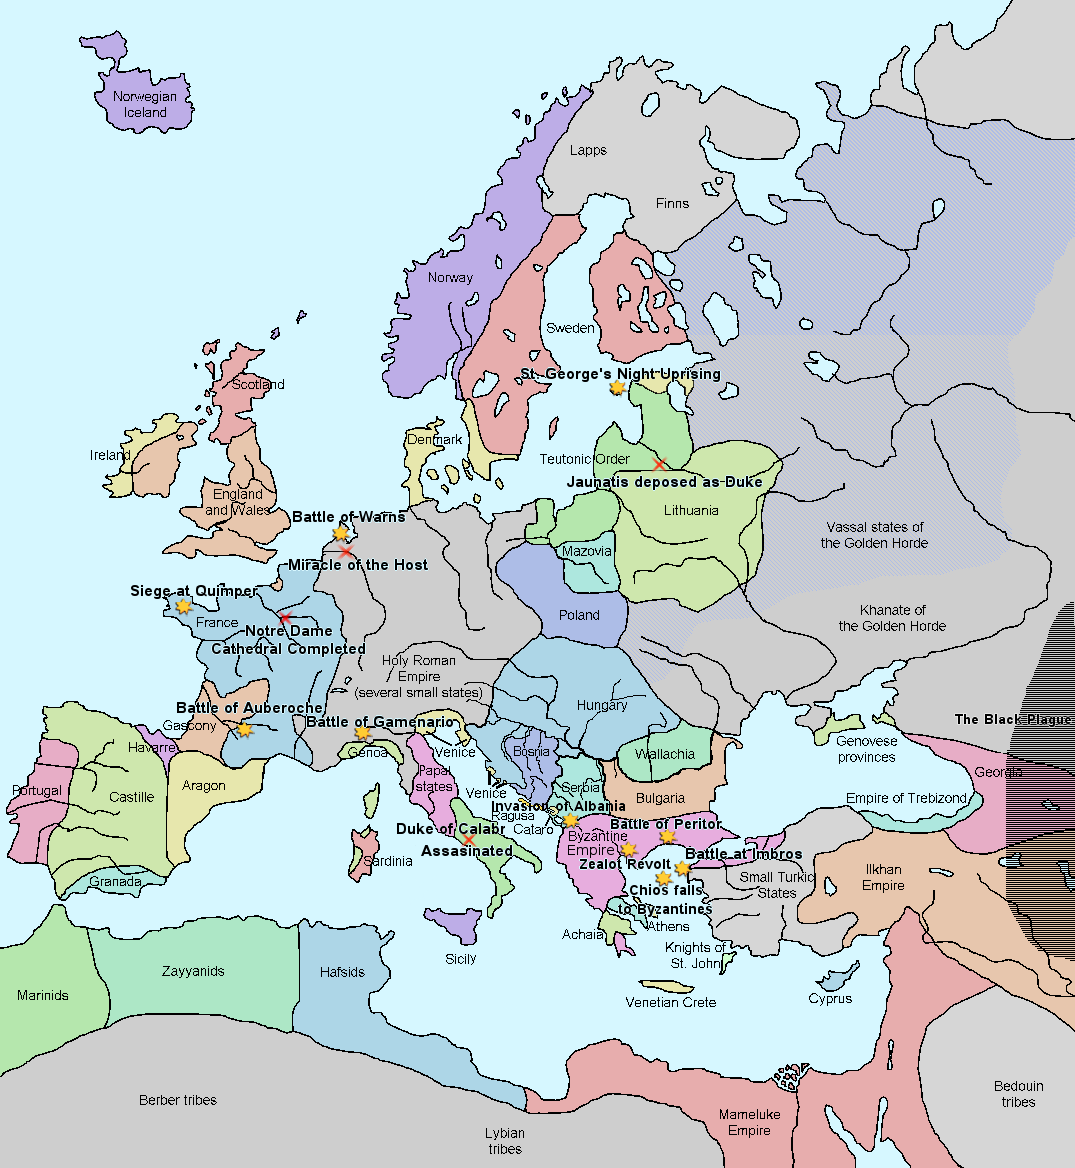 Norwegian
Iceland
Lapps
Finns
Norway
Sweden
Scotland
St. George's Night Uprising
Denmark
Ireland
Teutonic Order
Jaunatis deposed as Duke
England
and Wales
Lithuania
Battle of Warns
Vassal states of
the Golden Horde
Mazovia
Miracle of the Host
Siege at Quimper
France
Poland
Khanate of
the Golden Horde
Notre Dame
Cathedral Completed
Holy Roman
Empire
(several small states)
Hungary
Battle of Auberoche
Gascony
Battle of Gamenario
The Black Plague
Havarre
Genoa
Venice
Bosnia
Wallachia
Genovese
provinces
Georgia
Papal
states
Portugal
Castille
Aragon
Venice
Serbia
Bulgaria
Empire of Trebizond
Invasion of Albania
Ragusa
Cataro
Duke of Calabr
Assasinated
Byzantine
Empire
Battle of Peritor
Sardinia
Zealot Revolt
Battle at Imbros
Granada
Small Turkic
States
Ilkhan
Empire
Chios falls
to Byzantines
Athens
Achaia
Sicily
Knights of
St. John
Zayyanids
Hafsids
Marinids
Venetian Crete
Cyprus
Berber tribes
Bedouin
tribes
Mameluke
Empire
Lybian
tribes